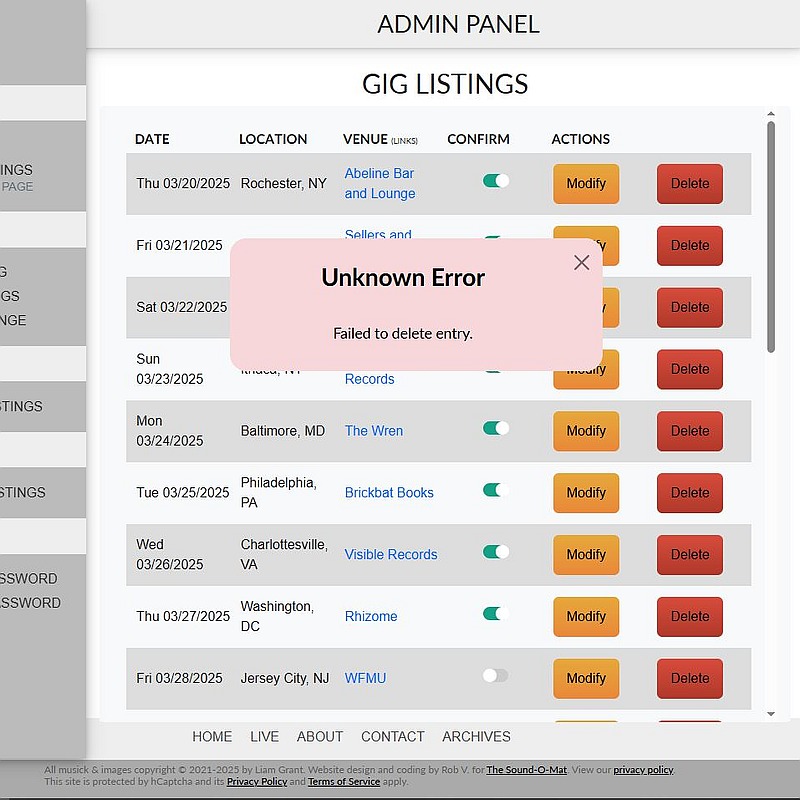 ADMIN PANEL
GIG LISTINGS
DATE LOCATION VENUE (LINKS) CONFIRM ACTIONS
Thu 03/20/2025 Rochester, NY Abeline Bar and Lounge Modify Delete
Fri 03/21/2025 Sellers and Delete
Sat 03/22/2025 Delete
Sun 03/23/2025 Ithaca, NY Records Modify Delete
Unknown Error
Failed to delete entry.
Mon 03/24/2025 Baltimore, MD The Wren Modify Delete
Tue 03/25/2025 Philadelphia, PA Brickbat Books Modify Delete
Wed 03/26/2025 Charlottesville, VA Visible Records Modify Delete
Thu 03/27/2025 Washington, DC Rhizome Modify Delete
Fri 03/28/2025 Jersey City, NJ WFMU Modify Delete
INGS
PAGE
G
GS
NGE
STINGS
STINGS
SSWORD
ASSWORD
HOME LIVE ABOUT CONTACT ARCHIVES
All musick & images copyright © 2021-2025 by Liam Grant. Website design and coding by Rob V. for The Sound-O-Mat. View our privacy policy.
This site is protected by hCaptcha and its Privacy Policy and Terms of Service apply.